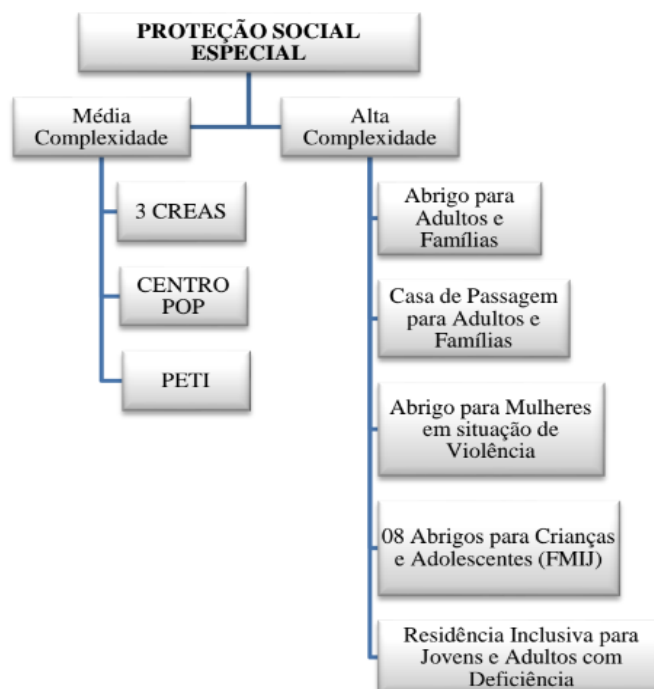 PROTEÇÃO SOCIAL
ESPECIAL
Média
Complexidade
3 CREAS
CENTRO
POP
PETI
Alta
Complexidade
Abrigo para
Adultos e
Famílias
Casa de Passagem
para Adultos e
Famílias
Abrigo para Mulheres
em situação de
Violência
08 Abrigos para Crianças
e Adolescentes (FMIJ)
Residência Inclusiva para
Jovens e Adultos com
Deficiência